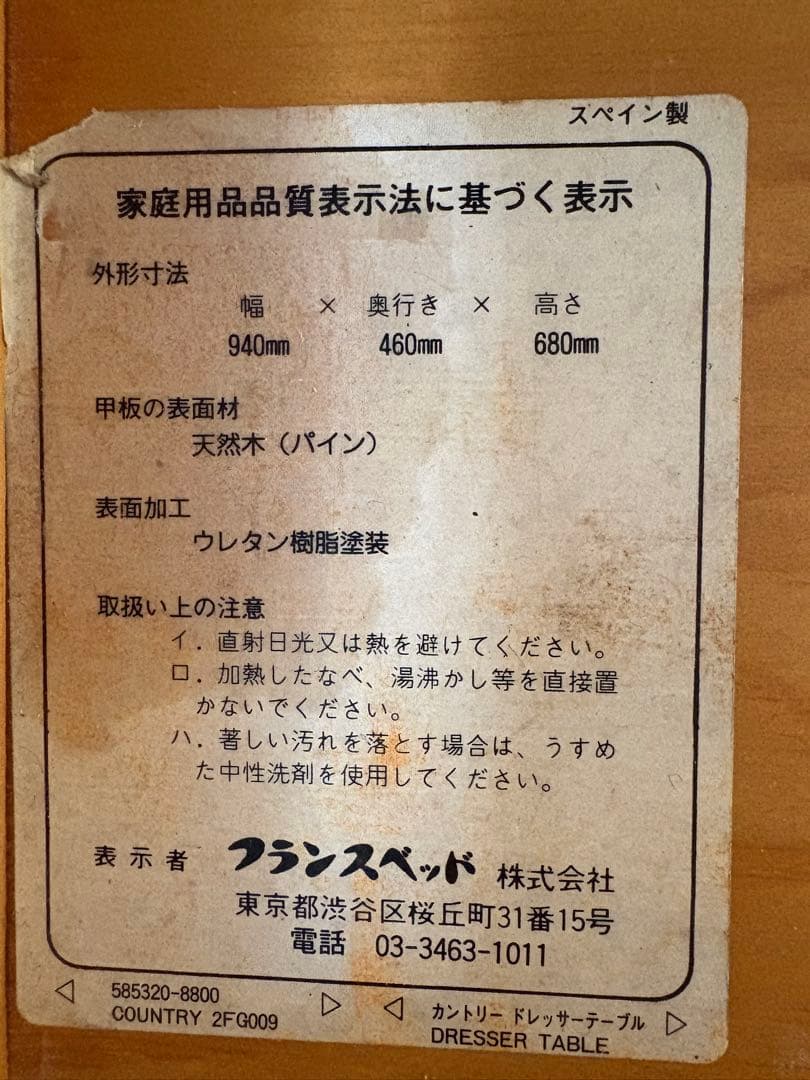 スペイン製
家庭用品品質表示法に基づく表示
外形寸法
幅 × 奥行き × 高さ
940mm 460mm 680mm
甲板の表面材
天然木（パイン）
表面加工
ウレタン樹脂塗装
取扱い上の注意
イ．直射日光又は熱を避けてください。
ロ．加熱したなべ、湯沸かし等を直接置
かないでください。
ハ．著しい汚れを落とす場合は、うすめ
た中性洗剤を使用してください。
表示者 フランスベッド 株式会社
東京都渋谷区桜丘町31番15号
電話 03-3463-1011
◁ 585320-8800 ▷ ◁ カントリー ドレッサーテーブル ▷
COUNTRY 2FG009 DRESSER TABLE